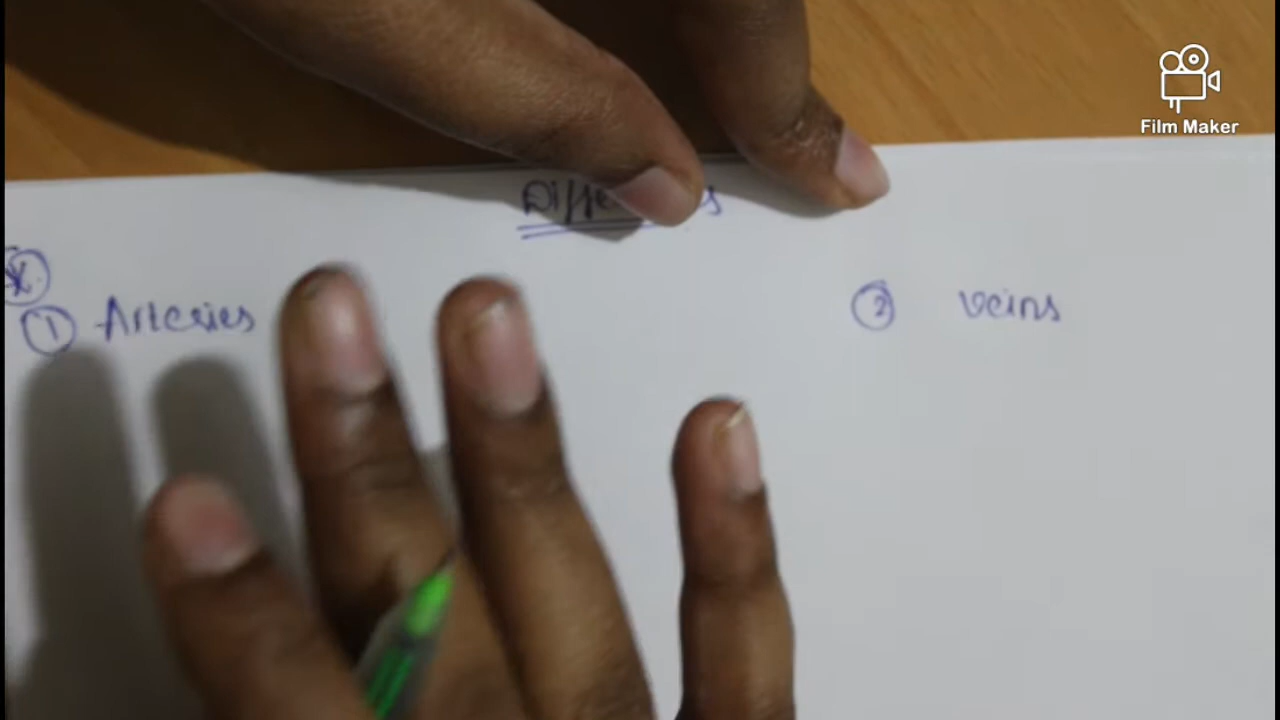 Film Maker
① Arteries ② veins